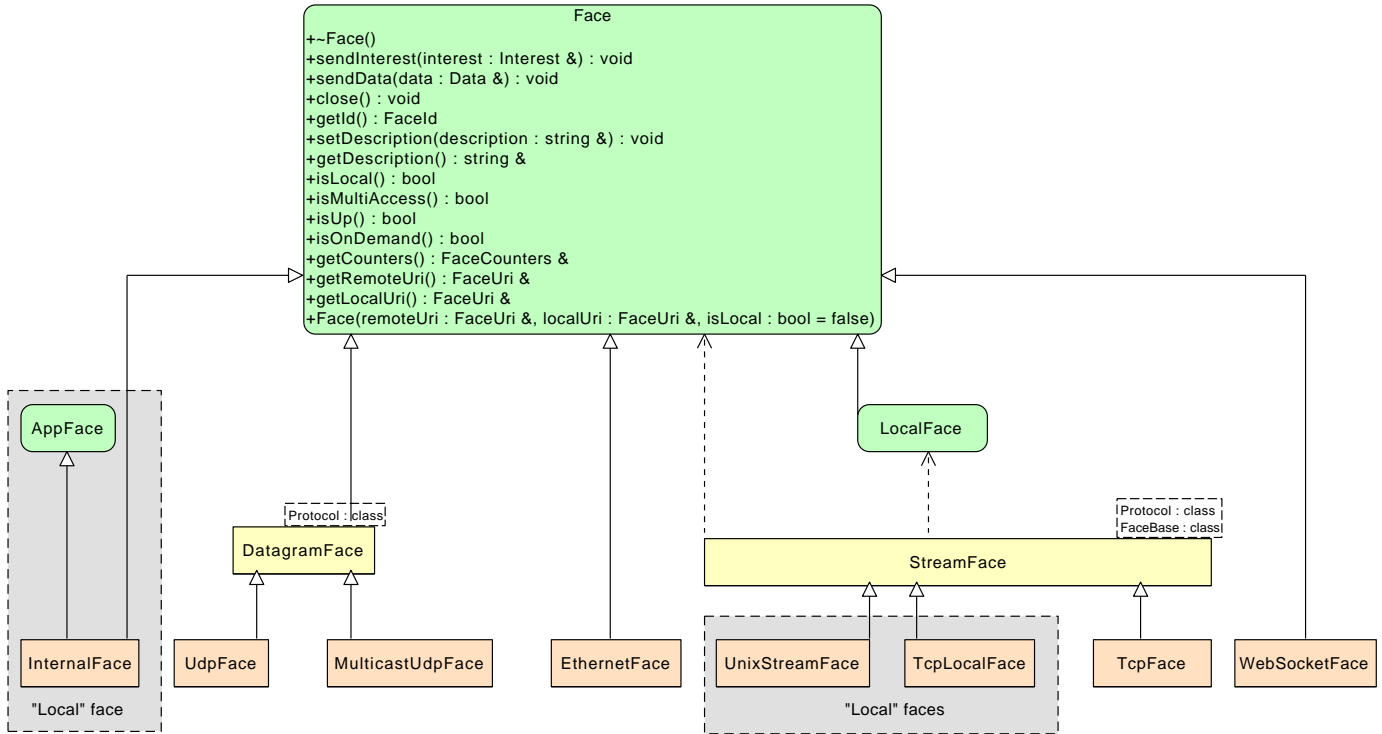 Face
+~Face()
+sendInterest(interest : Interest &) : void
+sendData(data : Data &) : void
+close() : void
+getId() : FaceId
+setDescription(description : string &) : void
+getDescription() : string &
+isLocal() : bool
+isMultiAccess() : bool
+isUp() : bool
+isOnDemand() : bool
+getCounters() : FaceCounters &
+getRemoteUri() : FaceUri &
+getLocalUri() : FaceUri &
+Face(remoteUri : FaceUri &, localUri : FaceUri &, isLocal : bool = false)
AppFace
LocalFace
Protocol : class
DatagramFace
Protocol : class
FaceBase : class
StreamFace
InternalFace
UdpFace
MulticastUdpFace
EthernetFace
UnixStreamFace
TcpLocalFace
TcpFace
WebSocketFace
"Local" face
"Local" faces